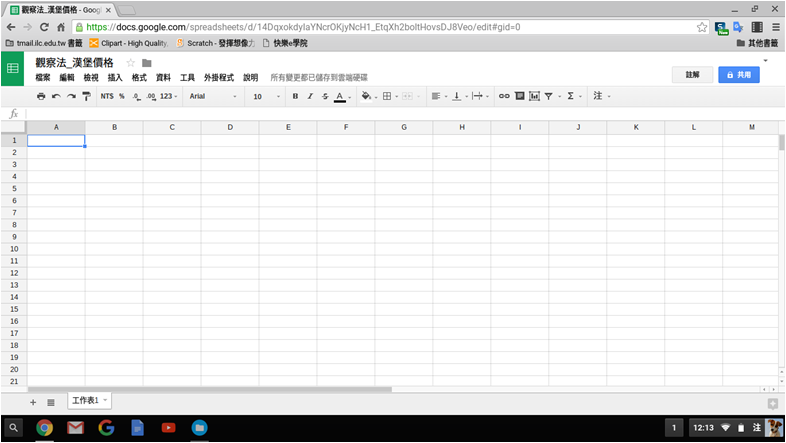 觀察法_漢堡價格 - Googl
https://docs.google.com/spreadsheets/d/14DqxokdylaYNcrOKjyNcH1_EtqXh2boltHovsDJ8Veo/edit#gid=0
tmail.ilc.edu.tw 書籤 Clipart - High Quality, Scratch - 發揮想像力 快樂e學院 其他書籤
觀察法_漢堡價格
檔案 編輯 檢視 插入 格式 資料 工具 外掛程式 說明 所有變更都已儲存到雲端硬碟 註解 共用
NT$ % .0 .00 123 Arial 10 B I S A Σ 注
fx
A B C D E F G H I J K L M
1
2
3
4
5
6
7
8
9
10
11
12
13
14
15
16
17
18
19
20
21
+ 工作表1
1 12:13 注